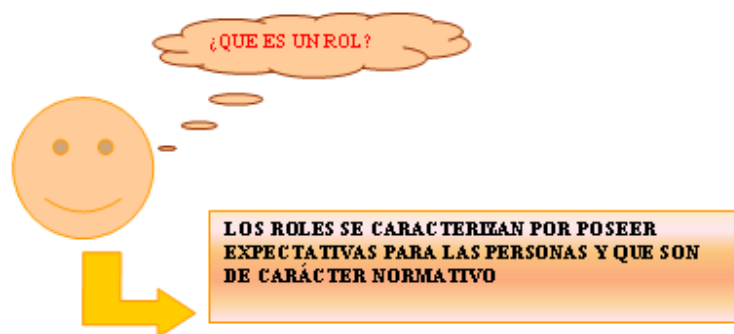 ¿QUE ES UN ROL?
LOS ROLES SE CARACTERIZAN POR POSEER
EXPECTATIVAS PARA LAS PERSONAS Y QUE SON
DE CARÁCTER NORMATIVO